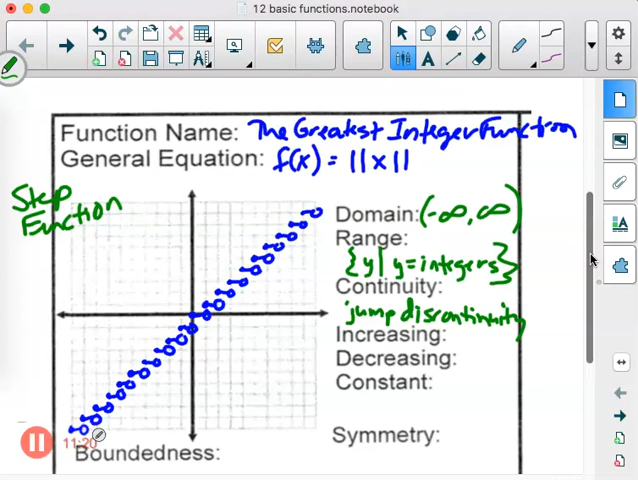 12 basic functions.notebook
Function Name: The Greatest Integer Function
General Equation: f(x) = ||x||
Step
Function
Domain: (-∞, ∞)
Range:
{y| y=integers}
Continuity:
jump discontinuity
Increasing:
Decreasing:
Constant:
Symmetry:
11:20
Boundedness: